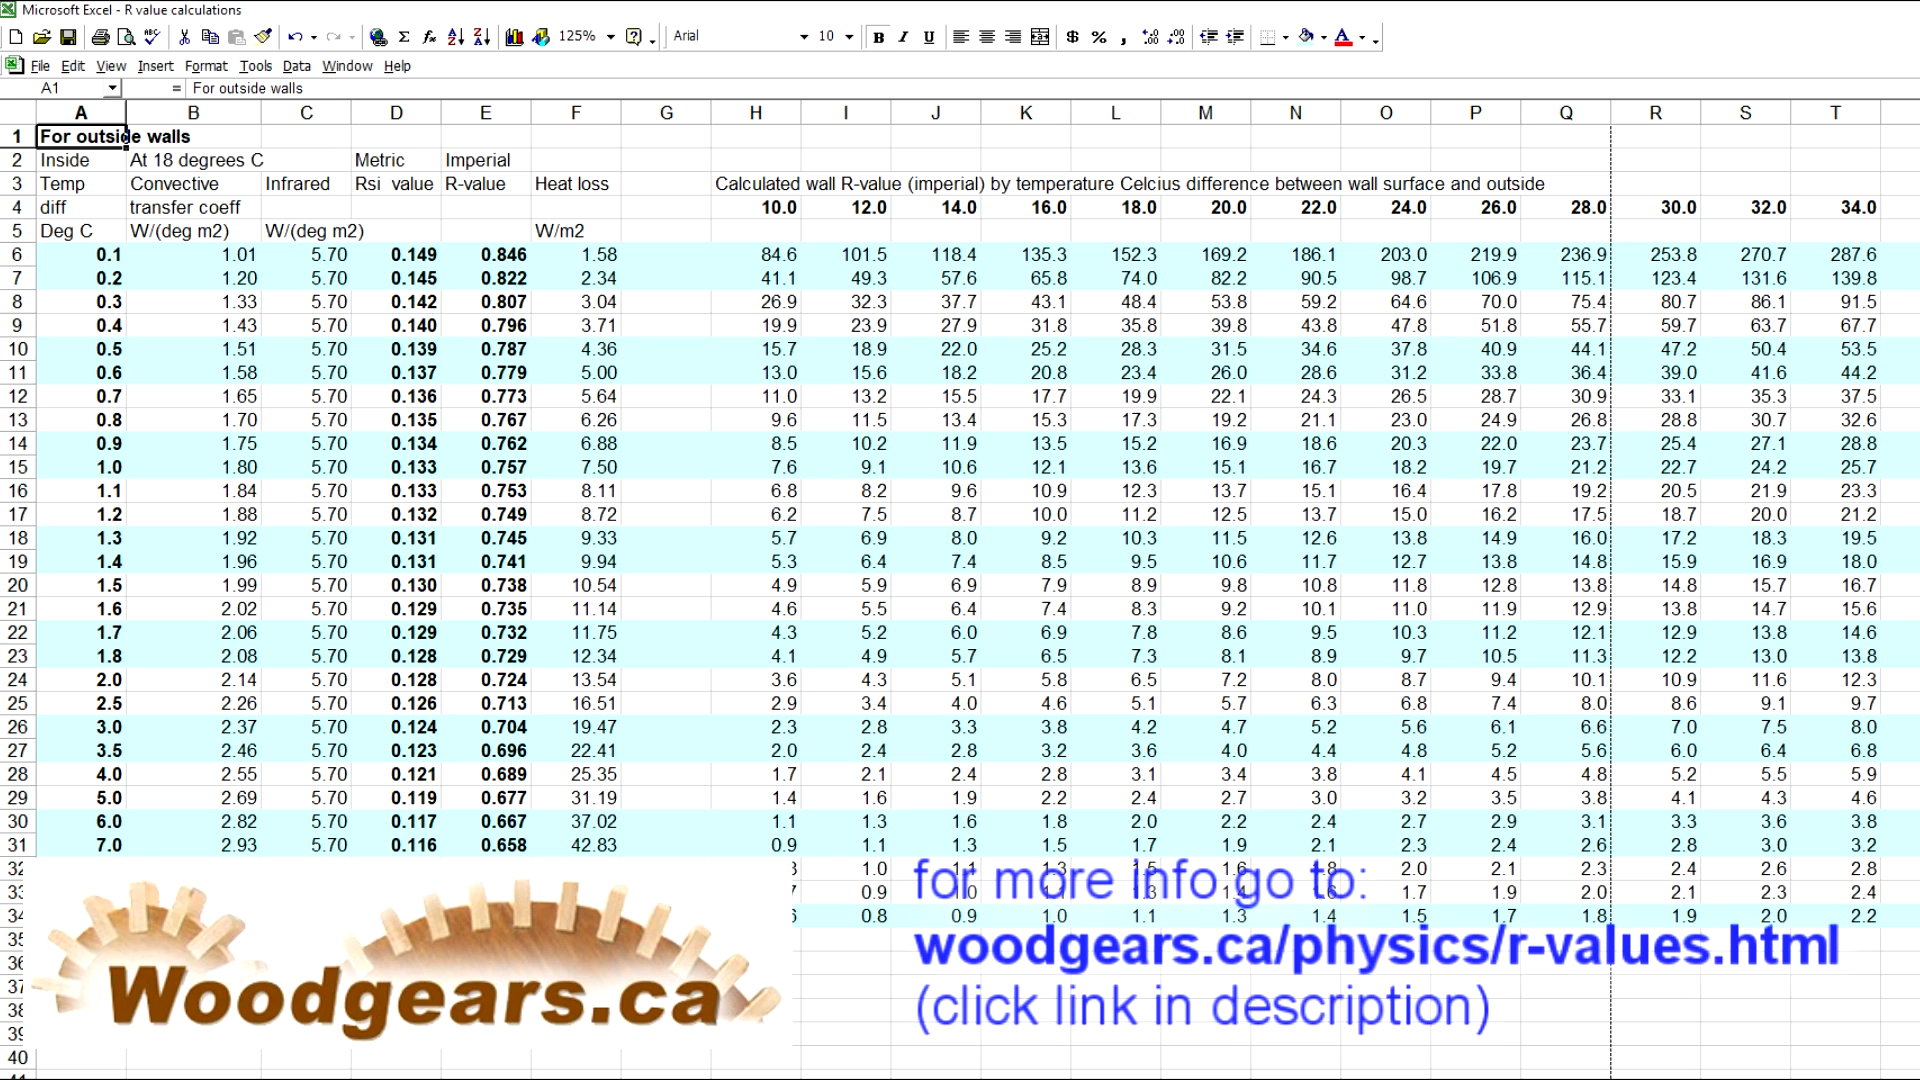 Microsoft Excel - R value calculations
125% Arial 10 B I U $ % ,
File Edit View Insert Format Tools Data Window Help
A1 = For outside walls
A B C D E F G H I J K L M N O P Q R S T
1 For outside walls
2 Inside At 18 degrees C Metric Imperial
3 Temp Convective Infrared Rsi value R-value Heat loss Calculated wall R-value (imperial) by temperature Celcius difference between wall surface and outside
4 diff transfer coeff 10.0 12.0 14.0 16.0 18.0 20.0 22.0 24.0 26.0 28.0 30.0 32.0 34.0
5 Deg C W/(deg m2) W/(deg m2) W/m2
6 0.1 1.01 5.70 0.149 0.846 1.58 84.6 101.5 118.4 135.3 152.3 169.2 186.1 203.0 219.9 236.9 253.8 270.7 287.6
7 0.2 1.20 5.70 0.145 0.822 2.34 41.1 49.3 57.6 65.8 74.0 82.2 90.5 98.7 106.9 115.1 123.4 131.6 139.8
8 0.3 1.33 5.70 0.142 0.807 3.04 26.9 32.3 37.7 43.1 48.4 53.8 59.2 64.6 70.0 75.4 80.7 86.1 91.5
9 0.4 1.43 5.70 0.140 0.796 3.71 19.9 23.9 27.9 31.8 35.8 39.8 43.8 47.8 51.8 55.7 59.7 63.7 67.7
10 0.5 1.51 5.70 0.139 0.787 4.36 15.7 18.9 22.0 25.2 28.3 31.5 34.6 37.8 40.9 44.1 47.2 50.4 53.5
11 0.6 1.58 5.70 0.137 0.779 5.00 13.0 15.6 18.2 20.8 23.4 26.0 28.6 31.2 33.8 36.4 39.0 41.6 44.2
12 0.7 1.65 5.70 0.136 0.773 5.64 11.0 13.2 15.5 17.7 19.9 22.1 24.3 26.5 28.7 30.9 33.1 35.3 37.5
13 0.8 1.70 5.70 0.135 0.767 6.26 9.6 11.5 13.4 15.3 17.3 19.2 21.1 23.0 24.9 26.8 28.8 30.7 32.6
14 0.9 1.75 5.70 0.134 0.762 6.88 8.5 10.2 11.9 13.5 15.2 16.9 18.6 20.3 22.0 23.7 25.4 27.1 28.8
15 1.0 1.80 5.70 0.133 0.757 7.50 7.6 9.1 10.6 12.1 13.6 15.1 16.7 18.2 19.7 21.2 22.7 24.2 25.7
16 1.1 1.84 5.70 0.133 0.753 8.11 6.8 8.2 9.6 10.9 12.3 13.7 15.1 16.4 17.8 19.2 20.5 21.9 23.3
17 1.2 1.88 5.70 0.132 0.749 8.72 6.2 7.5 8.7 10.0 11.2 12.5 13.7 15.0 16.2 17.5 18.7 20.0 21.2
18 1.3 1.92 5.70 0.131 0.745 9.33 5.7 6.9 8.0 9.2 10.3 11.5 12.6 13.8 14.9 16.0 17.2 18.3 19.5
19 1.4 1.96 5.70 0.131 0.741 9.94 5.3 6.4 7.4 8.5 9.5 10.6 11.7 12.7 13.8 14.8 15.9 16.9 18.0
20 1.5 1.99 5.70 0.130 0.738 10.54 4.9 5.9 6.9 7.9 8.9 9.8 10.8 11.8 12.8 13.8 14.8 15.7 16.7
21 1.6 2.02 5.70 0.129 0.735 11.14 4.6 5.5 6.4 7.4 8.3 9.2 10.1 11.0 11.9 12.9 13.8 14.7 15.6
22 1.7 2.06 5.70 0.129 0.732 11.75 4.3 5.2 6.0 6.9 7.8 8.6 9.5 10.3 11.2 12.1 12.9 13.8 14.6
23 1.8 2.08 5.70 0.128 0.729 12.34 4.1 4.9 5.7 6.5 7.3 8.1 8.9 9.7 10.5 11.3 12.2 13.0 13.8
24 2.0 2.14 5.70 0.128 0.724 13.54 3.6 4.3 5.1 5.8 6.5 7.2 8.0 8.7 9.4 10.1 10.9 11.6 12.3
25 2.5 2.26 5.70 0.126 0.713 16.51 2.9 3.4 4.0 4.6 5.1 5.7 6.3 6.8 7.4 8.0 8.6 9.1 9.7
26 3.0 2.37 5.70 0.124 0.704 19.47 2.3 2.8 3.3 3.8 4.2 4.7 5.2 5.6 6.1 6.6 7.0 7.5 8.0
27 3.5 2.46 5.70 0.123 0.696 22.41 2.0 2.4 2.8 3.2 3.6 4.0 4.4 4.8 5.2 5.6 6.0 6.4 6.8
28 4.0 2.55 5.70 0.121 0.689 25.35 1.7 2.1 2.4 2.8 3.1 3.4 3.8 4.1 4.5 4.8 5.2 5.5 5.9
29 5.0 2.69 5.70 0.119 0.677 31.19 1.4 1.6 1.9 2.2 2.4 2.7 3.0 3.2 3.5 3.8 4.1 4.3 4.6
30 6.0 2.82 5.70 0.117 0.667 37.02 1.1 1.3 1.6 1.8 2.0 2.2 2.4 2.7 2.9 3.1 3.3 3.6 3.8
31 7.0 2.93 5.70 0.116 0.658 42.83 0.9 1.1 1.3 1.5 1.7 1.9 2.1 2.3 2.4 2.6 2.8 3.0 3.2
32 1.0 2.0 2.1 2.3 2.4 2.6 2.8
for more info go to:
33 0.9 1.7 1.9 2.0 2.1 2.3 2.4
34 0.8 0.9 1.0 1.1 1.3 1.4 1.5 1.7 1.8 1.9 2.0 2.2
35
woodgears.ca/physics/r-values.html
36
37
Woodgears.ca
(click link in description)
38
39
40